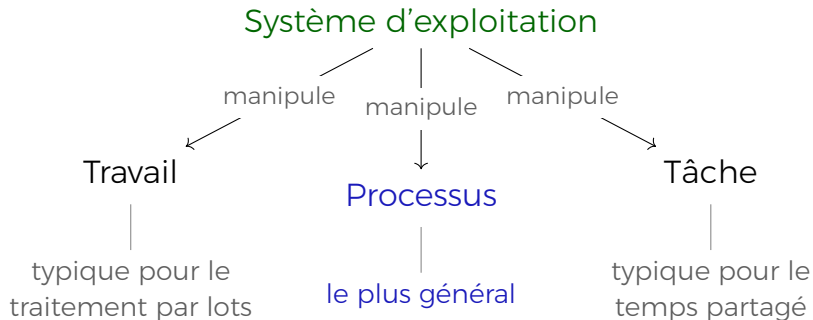 Système d'exploitation
manipule
manipule
manipule
Travail
Processus
Tâche
typique pour le
traitement par lots
le plus général
typique pour le
temps partagé